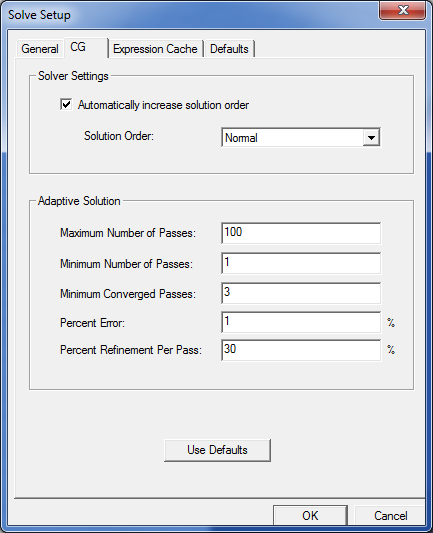 Solve Setup
General CG Expression Cache Defaults
Solver Settings
Automatically increase solution order
Solution Order: Normal
Adaptive Solution
Maximum Number of Passes: 100
Minimum Number of Passes: 1
Minimum Converged Passes: 3
Percent Error: 1 %
Percent Refinement Per Pass: 30 %
Use Defaults
OK Cancel